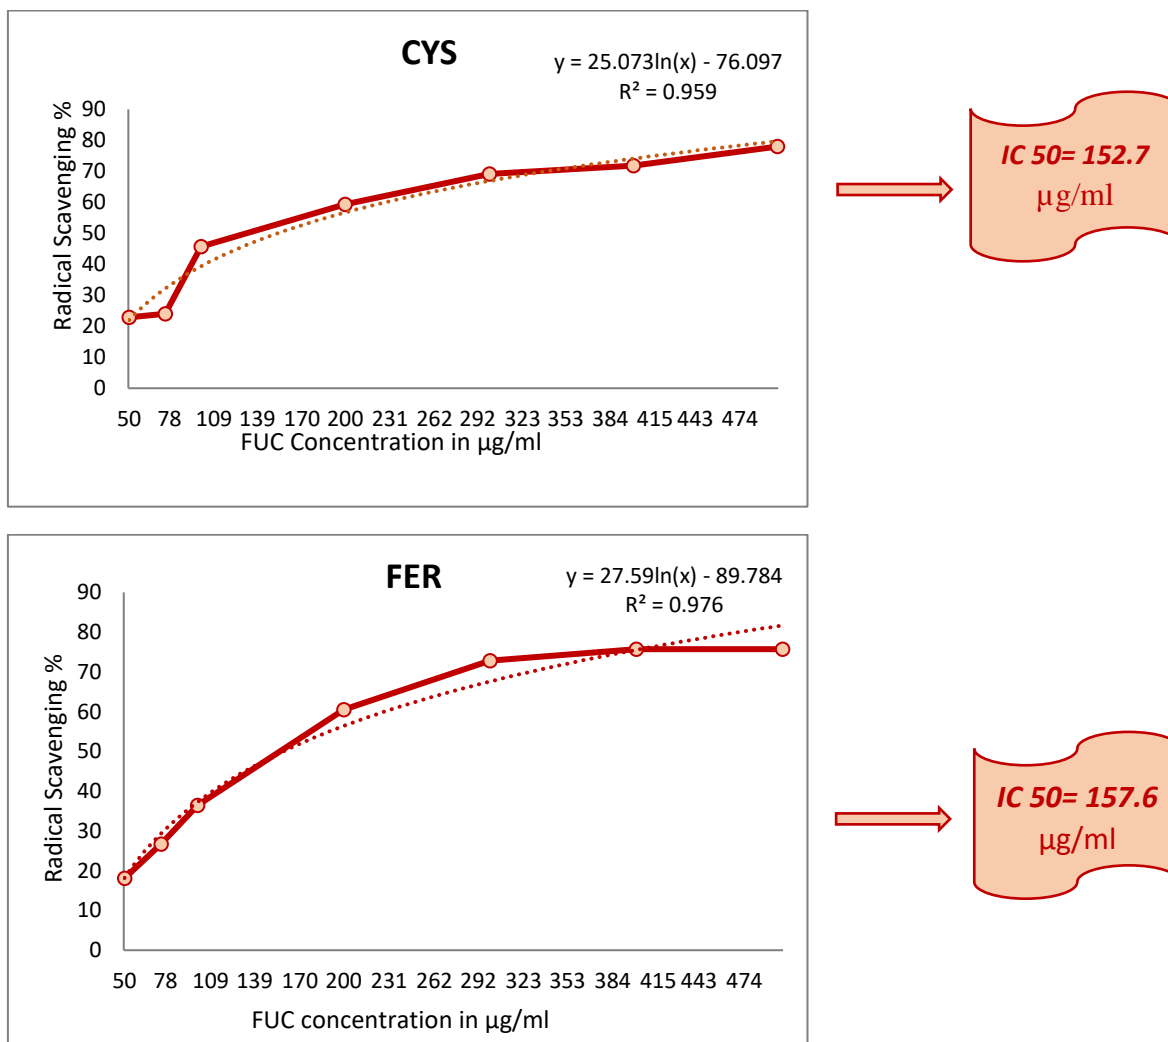 CYS
y = 25.073ln(x) - 76.097
R² = 0.959
Radical Scavenging %
90
80
70
60
50
40
30
20
10
0
50 78 109 139 170 200 231 262 292 323 353 384 415 443 474
FUC Concentration in µg/ml
IC 50= 152.7
µg/ml
FER
y = 27.59ln(x) - 89.784
R² = 0.976
Radical Scavenging %
90
80
70
60
50
40
30
20
10
0
50 78 109 139 170 200 231 262 292 323 353 384 415 443 474
FUC concentration in µg/ml
IC 50= 157.6
µg/ml